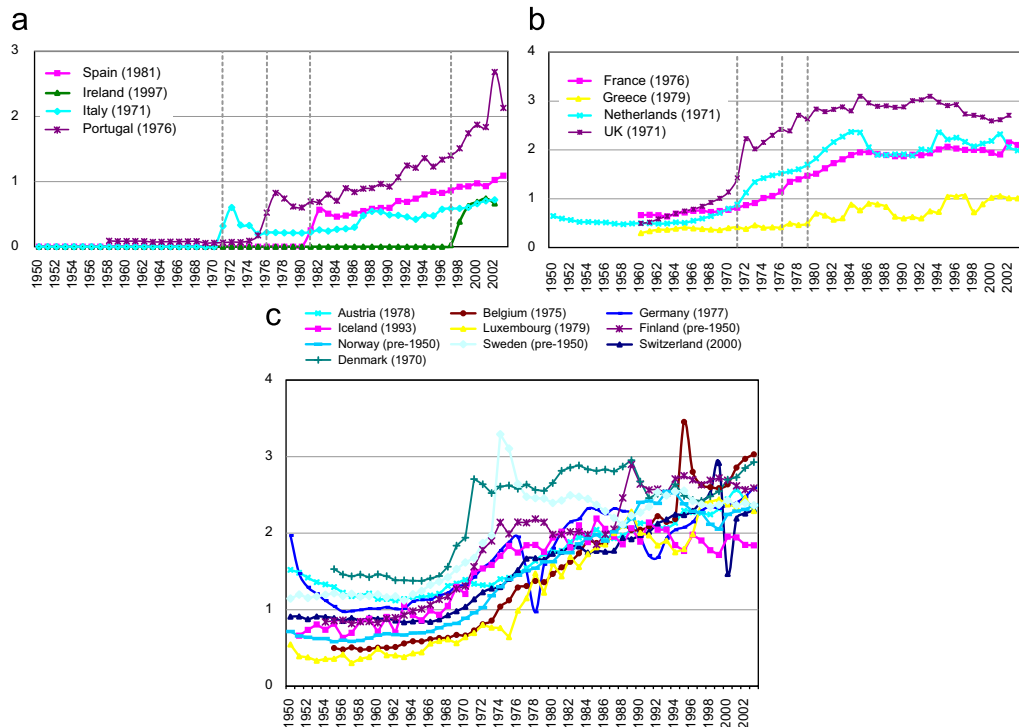 a
3
2
1
0
Spain (1981)
Ireland (1997)
Italy (1971)
Portugal (1976)
1950 1952 1954 1956 1958 1960 1962 1964 1966 1968 1970 1972 1974 1976 1978 1980 1982 1984 1986 1988 1990 1992 1994 1996 1998 2000 2002
b
4
3
2
1
0
France (1976)
Greece (1979)
Netherlands (1971)
UK (1971)
1950 1952 1954 1956 1958 1960 1962 1964 1966 1968 1970 1972 1974 1976 1978 1980 1982 1984 1986 1988 1990 1992 1994 1996 1998 2000 2002
c
Austria (1978) Belgium (1975) Germany (1977)
Iceland (1993) Luxembourg (1979) Finland (pre-1950)
Norway (pre-1950) Sweden (pre-1950) Switzerland (2000)
Denmark (1970)
4
3
2
1
0
1950 1952 1954 1956 1958 1960 1962 1964 1966 1968 1970 1972 1974 1976 1978 1980 1982 1984 1986 1988 1990 1992 1994 1996 1998 2000 2002